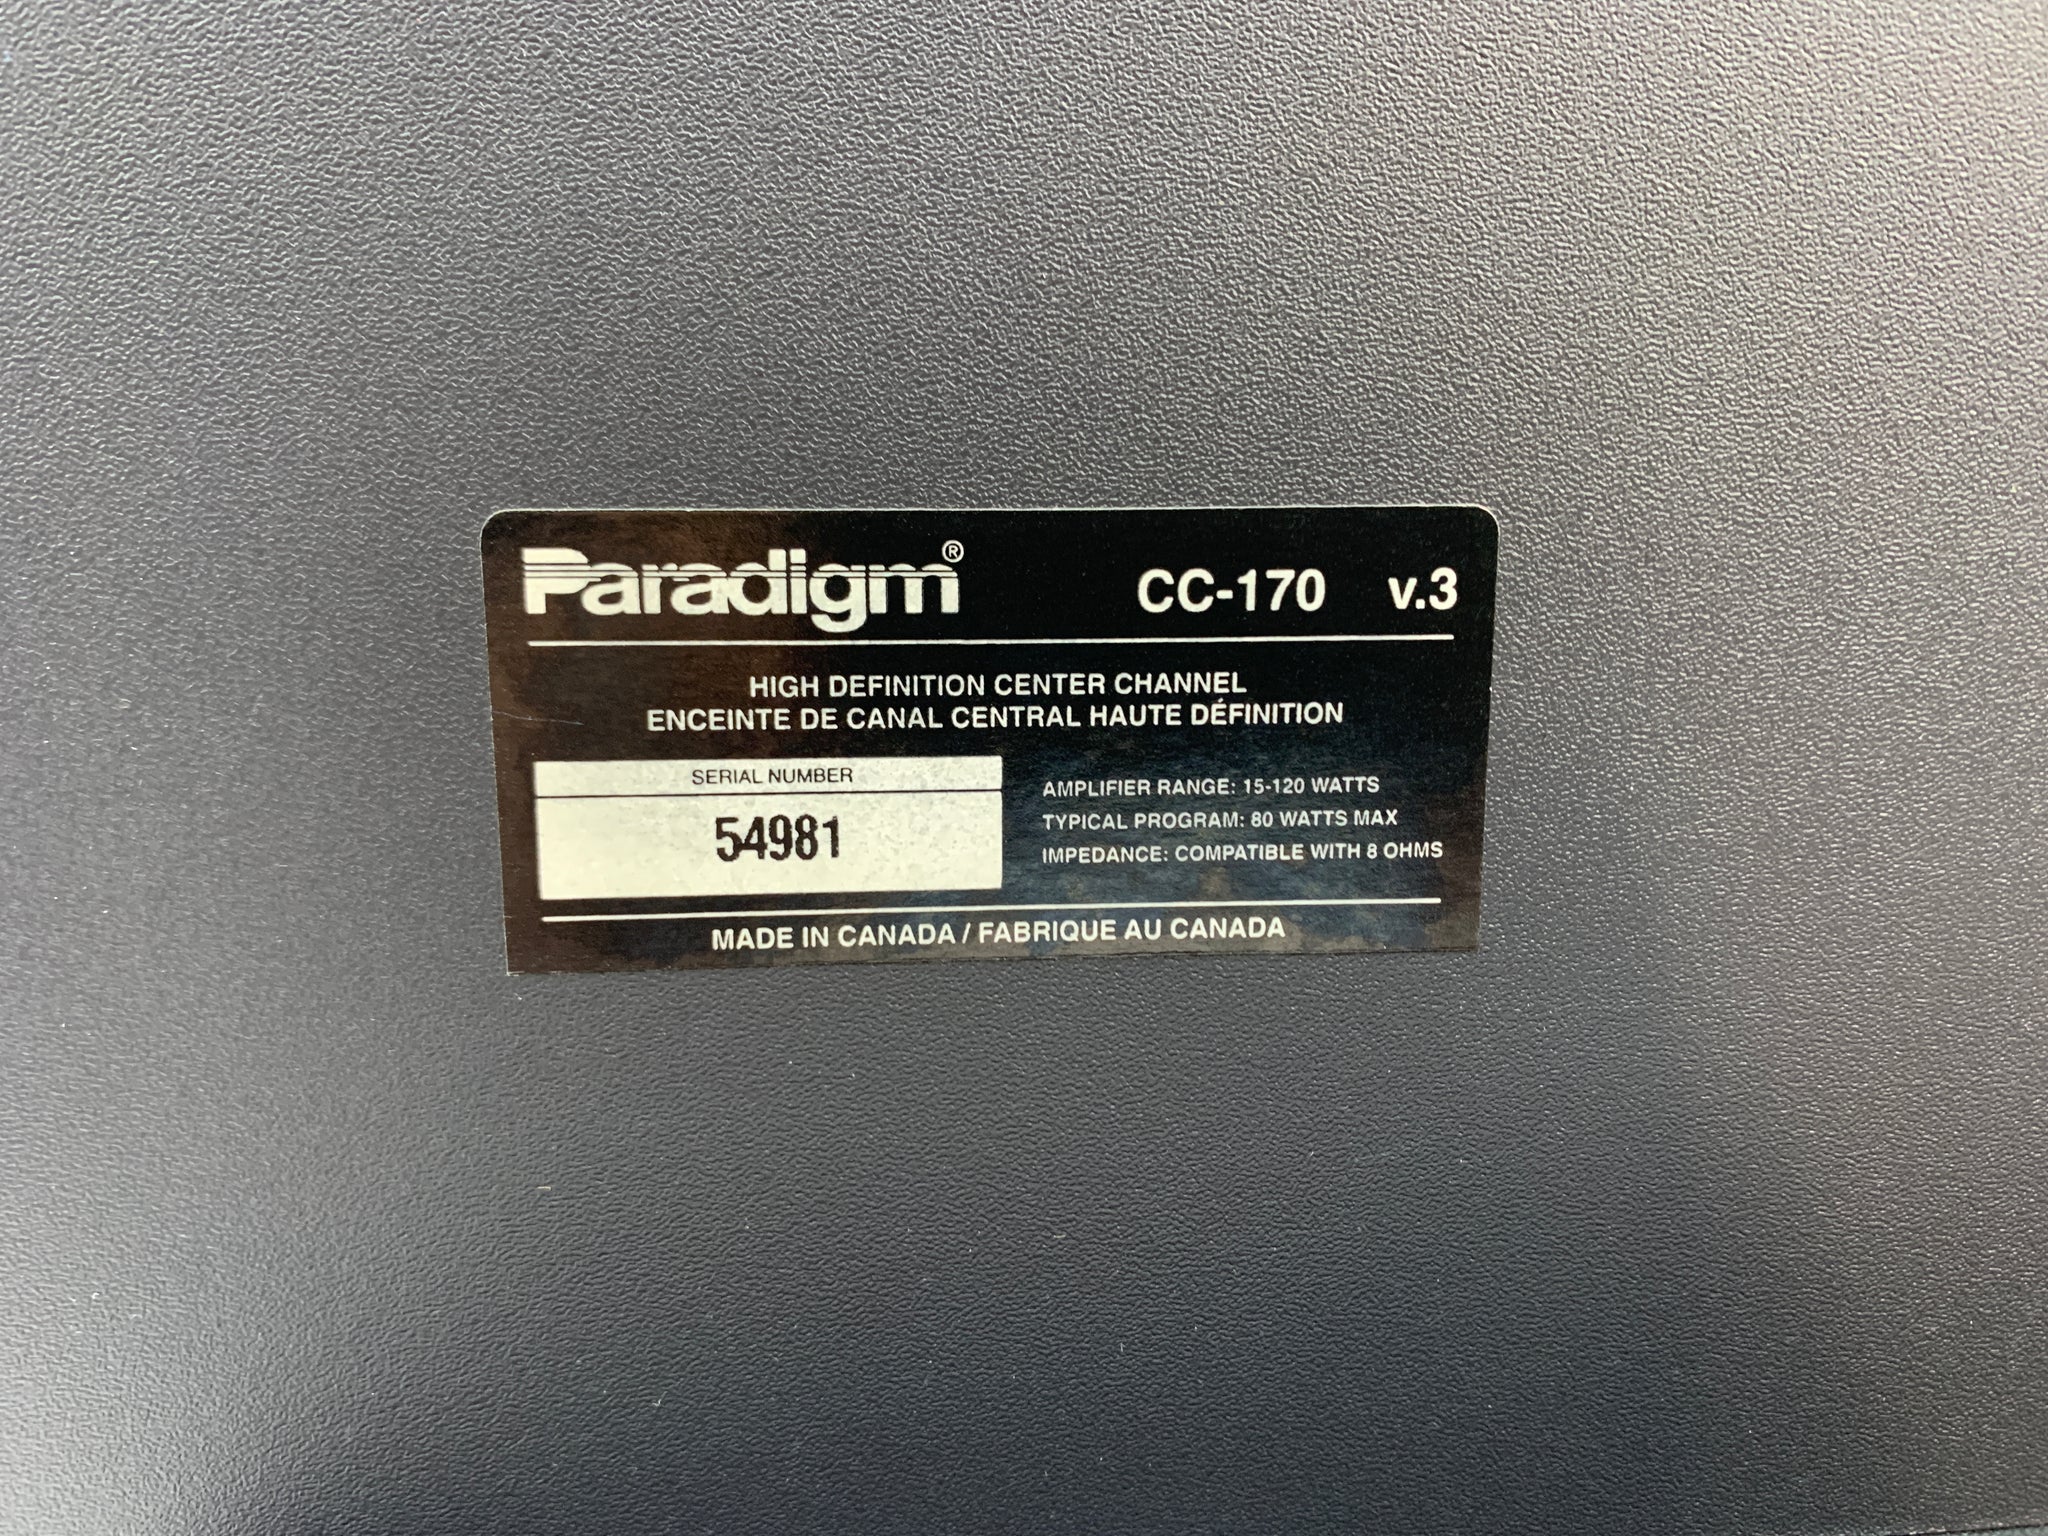 Paradigm® CC-170 v.3
HIGH DEFINITION CENTER CHANNEL
ENCEINTE DE CANAL CENTRAL HAUTE DÉFINITION
SERIAL NUMBER
54981
AMPLIFIER RANGE: 15-120 WATTS
TYPICAL PROGRAM: 80 WATTS MAX
IMPEDANCE: COMPATIBLE WITH 8 OHMS
MADE IN CANADA / FABRIQUE AU CANADA